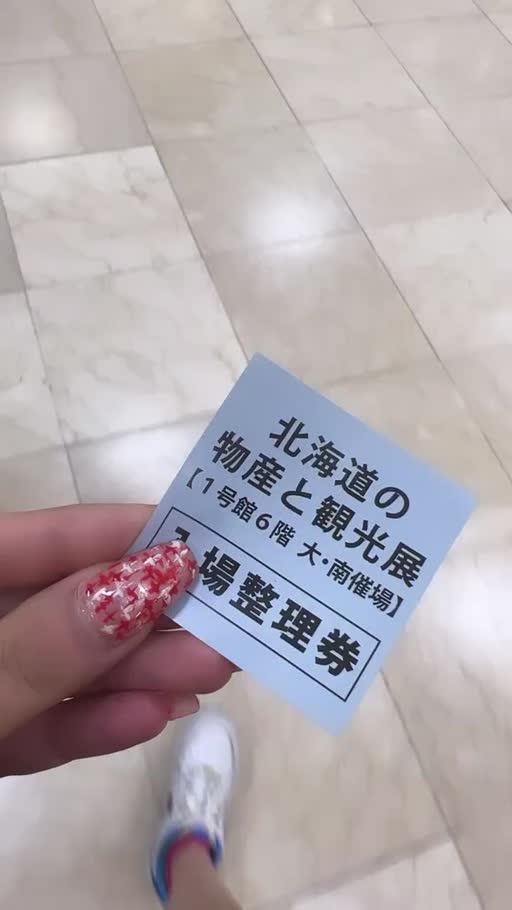 北海道の
物産と観光展
【1号館6階 大・南催場】
場整理券